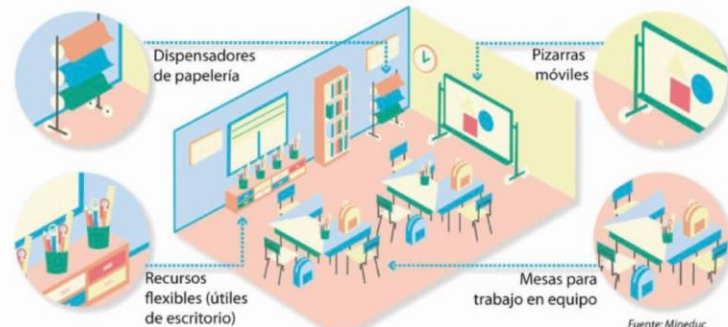 Dispensadores
de papelería
Pizarras
móviles
Recursos
flexibles (útiles
de escritorio)
Mesas para
trabajo en equipo
Fuente: Mineduc